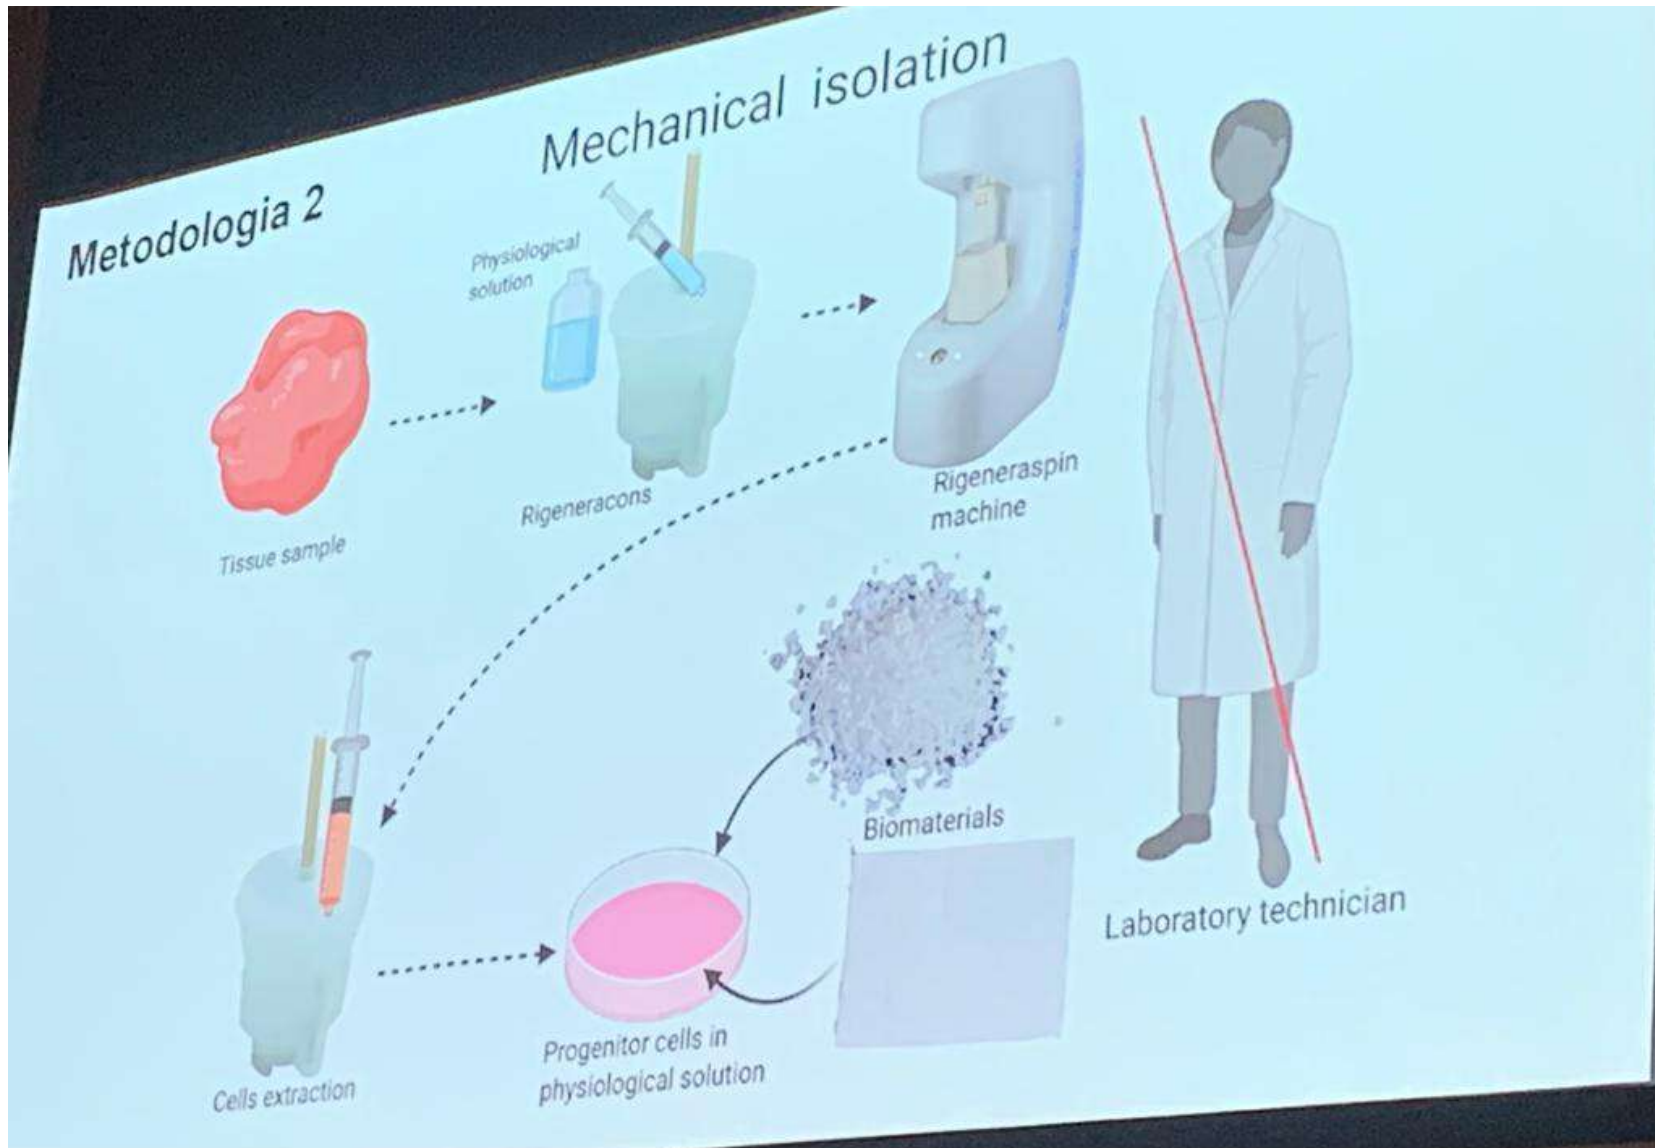 Mechanical isolation
Metodologia 2
Physiological
solution
Tissue sample
Rigeneracons
Rigeneraspin
machine
Biomaterials
Laboratory technician
Cells extraction
Progenitor cells in
physiological solution